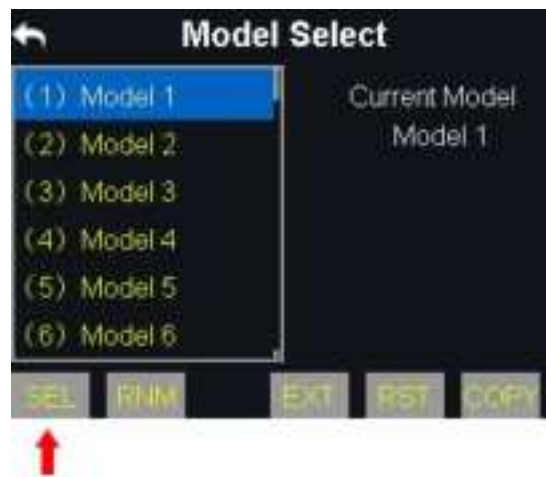 Model Select
(1) Model 1
(2) Model 2
(3) Model 3
(4) Model 4
(5) Model 5
(6) Model 6
Current Model
Model 1
SEL RNM EXT RST COPY